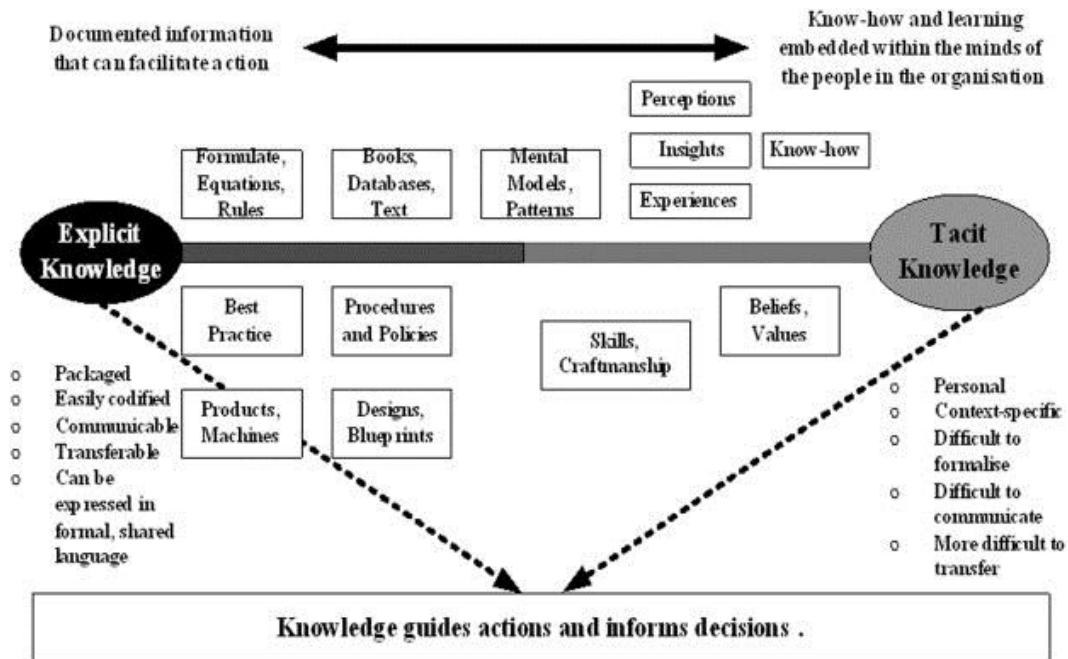 Documented information
that can facilitate action
Know-how and learning
embedded within the minds of
the people in the organisation
Perceptions
Formulate,
Equations,
Rules
Books,
Databases,
Text
Mental
Models,
Patterns
Insights
Know-how
Experiences
Explicit
Knowledge
Tacit
Knowledge
Best
Practice
Procedures
and Policies
Skills,
Craftmanship
Beliefs,
Values
Products,
Machines
Designs,
Blueprints
o Packaged
o Easily codified
o Communicable
o Transferable
o Can be
expressed in
formal, shared
language
o Personal
o Context-specific
o Difficult to
formalise
o Difficult to
communicate
o More difficult to
transfer
Knowledge guides actions and informs decisions .